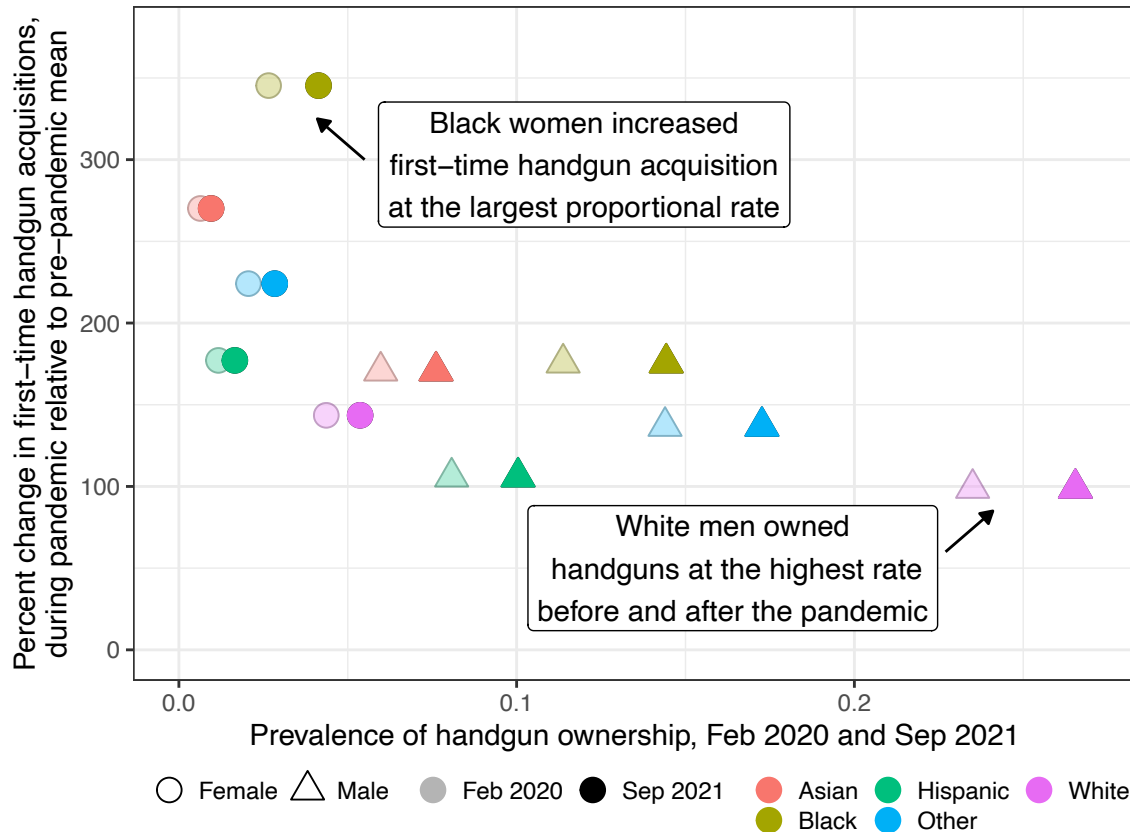 Percent change in first−time handgun acquisitions,
during pandemic relative to pre−pandemic mean
300
200
100
0
Black women increased
first−time handgun acquisition
at the largest proportional rate
White men owned
handguns at the highest rate
before and after the pandemic
0.0 0.1 0.2
Prevalence of handgun ownership, Feb 2020 and Sep 2021
Female Male Feb 2020 Sep 2021 Asian Hispanic White
Black Other